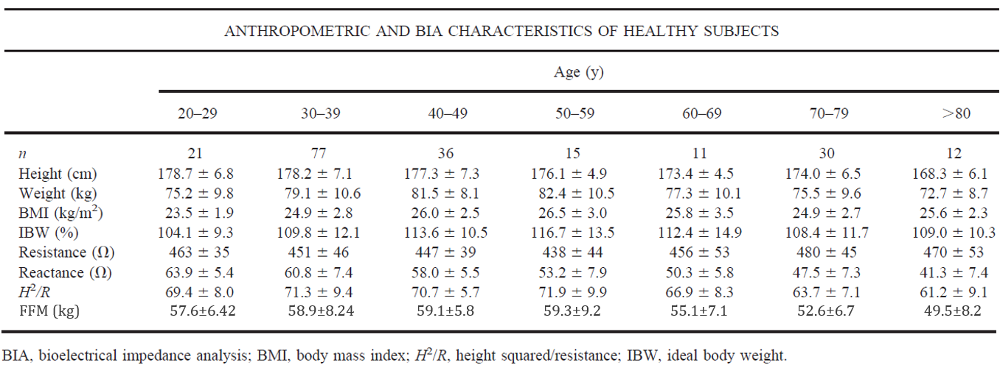 ANTHROPOMETRIC AND BIA CHARACTERISTICS OF HEALTHY SUBJECTS
Age (y)
20–29 30–39 40–49 50–59 60–69 70–79 >80
n 21 77 36 15 11 30 12
Height (cm) 178.7 ± 6.8 178.2 ± 7.1 177.3 ± 7.3 176.1 ± 4.9 173.4 ± 4.5 174.0 ± 6.5 168.3 ± 6.1
Weight (kg) 75.2 ± 9.8 79.1 ± 10.6 81.5 ± 8.1 82.4 ± 10.5 77.3 ± 10.1 75.5 ± 9.6 72.7 ± 8.7
BMI (kg/m²) 23.5 ± 1.9 24.9 ± 2.8 26.0 ± 2.5 26.5 ± 3.0 25.8 ± 3.5 24.9 ± 2.7 25.6 ± 2.3
IBW (%) 104.1 ± 9.3 109.8 ± 12.1 113.6 ± 10.5 116.7 ± 13.5 112.4 ± 14.9 108.4 ± 11.7 109.0 ± 10.3
Resistance (Ω) 463 ± 35 451 ± 46 447 ± 39 438 ± 44 456 ± 53 480 ± 45 470 ± 53
Reactance (Ω) 63.9 ± 5.4 60.8 ± 7.4 58.0 ± 5.5 53.2 ± 7.9 50.3 ± 5.8 47.5 ± 7.3 41.3 ± 7.4
H²/R 69.4 ± 8.0 71.3 ± 9.4 70.7 ± 5.7 71.9 ± 9.9 66.9 ± 8.3 63.7 ± 7.1 61.2 ± 9.1
FFM (kg) 57.6±6.42 58.9±8.24 59.1±5.8 59.3±9.2 55.1±7.1 52.6±6.7 49.5±8.2
BIA, bioelectrical impedance analysis; BMI, body mass index; H²/R, height squared/resistance; IBW, ideal body weight.